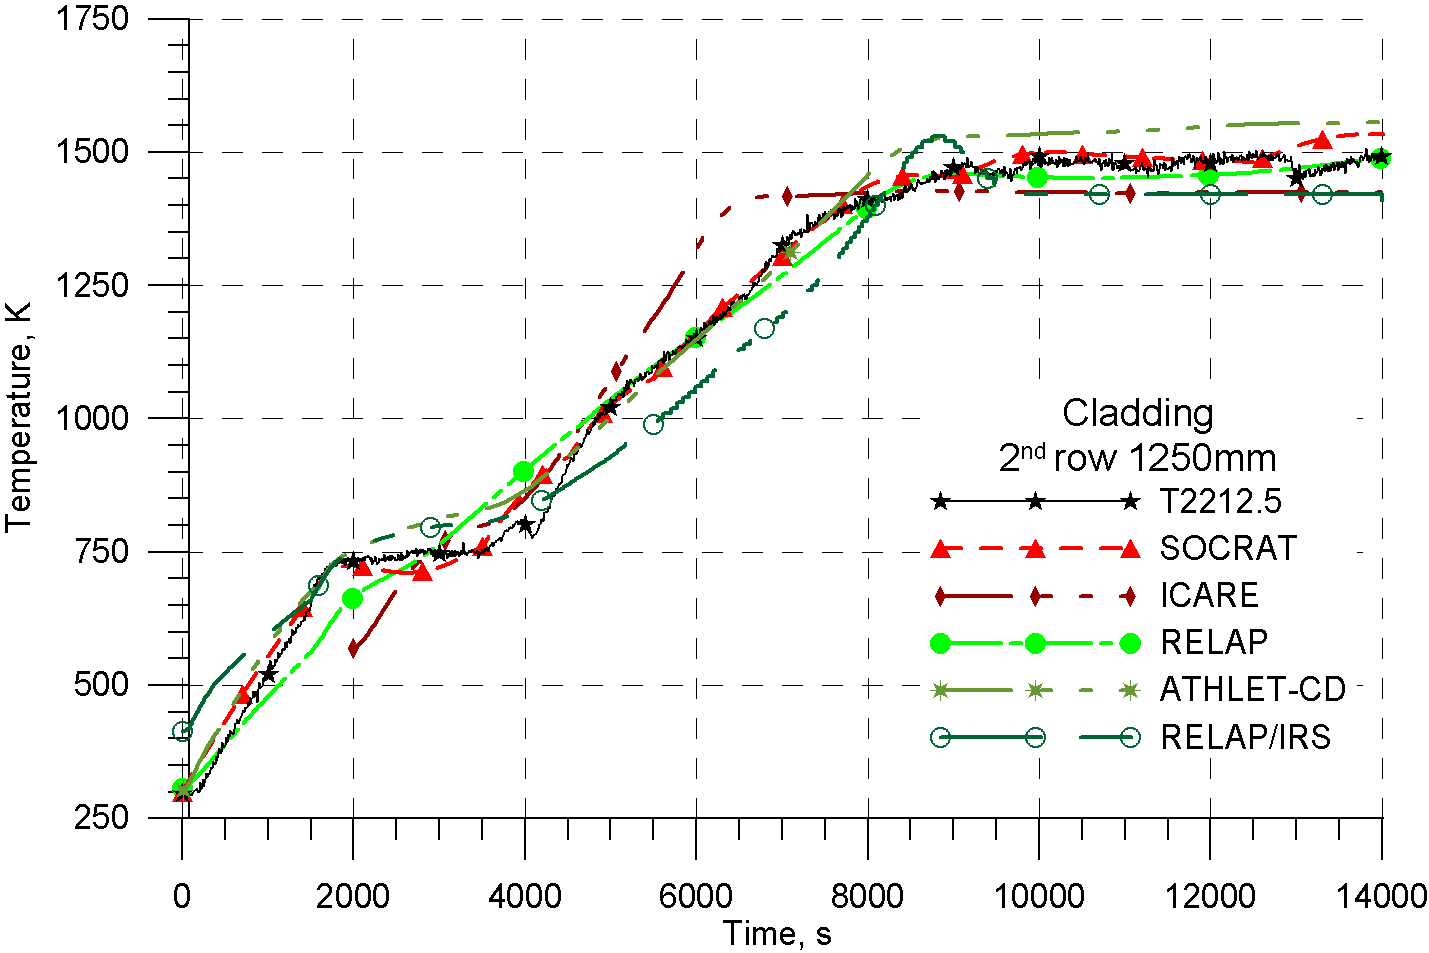 1750
1500
1250
1000
750
500
250
Temperature, K
0 2000 4000 6000 8000 10000 12000 14000
Time, s
Cladding
2nd row 1250mm
T2212.5
SOCRAT
ICARE
RELAP
ATHLET-CD
RELAP/IRS